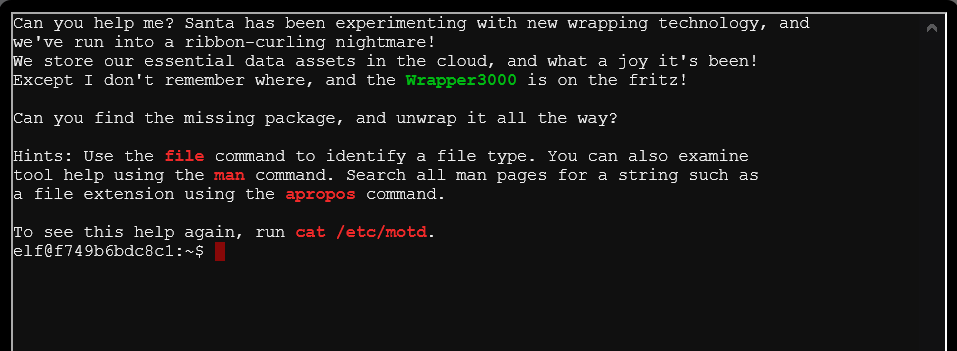 Can you help me? Santa has been experimenting with new wrapping technology, and
we've run into a ribbon-curling nightmare!
We store our essential data assets in the cloud, and what a joy it's been!
Except I don't remember where, and the Wrapper3000 is on the fritz!
Can you find the missing package, and unwrap it all the way?
Hints: Use the file command to identify a file type. You can also examine
tool help using the man command. Search all man pages for a string such as
a file extension using the apropos command.
To see this help again, run cat /etc/motd.
elf@f749b6bdc8c1:~$